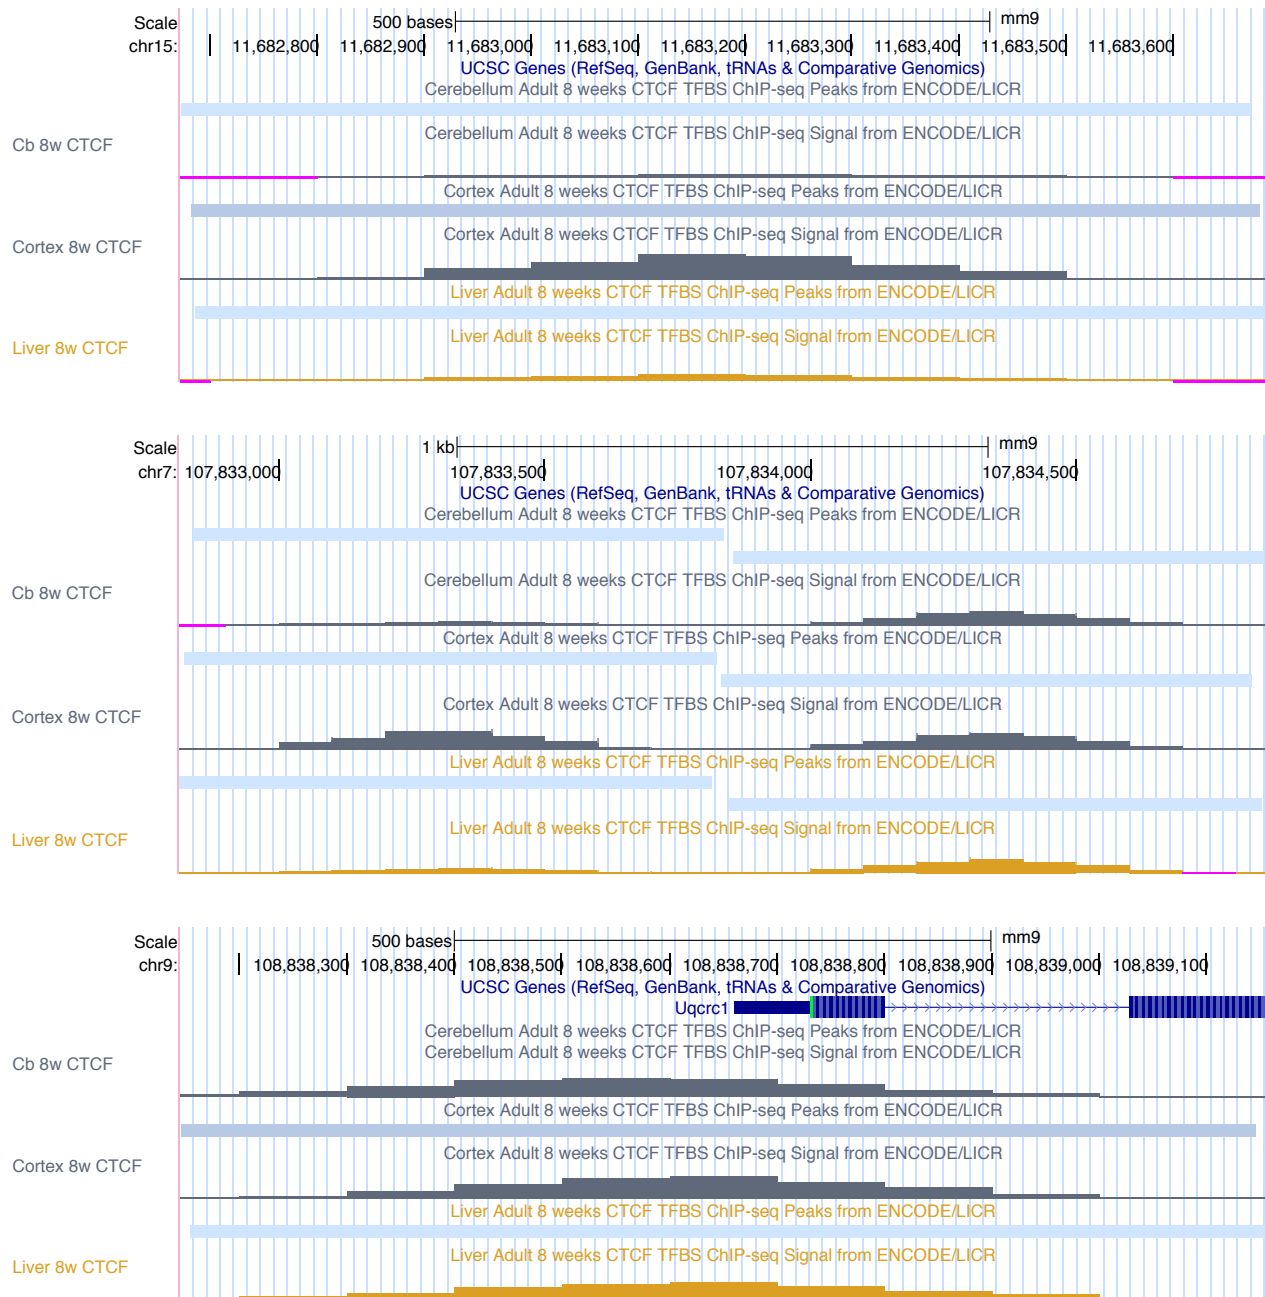 Scale 500 bases mm9
chr15: 11,682,800 11,682,900 11,683,000 11,683,100 11,683,200 11,683,300 11,683,400 11,683,500 11,683,600
UCSC Genes (RefSeq, GenBank, tRNAs & Comparative Genomics)
Cerebellum Adult 8 weeks CTCF TFBS ChIP-seq Peaks from ENCODE/LICR
Cerebellum Adult 8 weeks CTCF TFBS ChIP-seq Signal from ENCODE/LICR
Cb 8w CTCF
Cortex Adult 8 weeks CTCF TFBS ChIP-seq Peaks from ENCODE/LICR
Cortex Adult 8 weeks CTCF TFBS ChIP-seq Signal from ENCODE/LICR
Cortex 8w CTCF
Liver Adult 8 weeks CTCF TFBS ChIP-seq Peaks from ENCODE/LICR
Liver Adult 8 weeks CTCF TFBS ChIP-seq Signal from ENCODE/LICR
Liver 8w CTCF
Scale 1 kb mm9
chr7: 107,833,000 107,833,500 107,834,000 107,834,500
UCSC Genes (RefSeq, GenBank, tRNAs & Comparative Genomics)
Cerebellum Adult 8 weeks CTCF TFBS ChIP-seq Peaks from ENCODE/LICR
Cerebellum Adult 8 weeks CTCF TFBS ChIP-seq Signal from ENCODE/LICR
Cb 8w CTCF
Cortex Adult 8 weeks CTCF TFBS ChIP-seq Peaks from ENCODE/LICR
Cortex Adult 8 weeks CTCF TFBS ChIP-seq Signal from ENCODE/LICR
Cortex 8w CTCF
Liver Adult 8 weeks CTCF TFBS ChIP-seq Peaks from ENCODE/LICR
Liver Adult 8 weeks CTCF TFBS ChIP-seq Signal from ENCODE/LICR
Liver 8w CTCF
Scale 500 bases mm9
chr9: 108,838,300 108,838,400 108,838,500 108,838,600 108,838,700 108,838,800 108,838,900 108,839,000 108,839,100
UCSC Genes (RefSeq, GenBank, tRNAs & Comparative Genomics)
Uqcrc1
Cerebellum Adult 8 weeks CTCF TFBS ChIP-seq Peaks from ENCODE/LICR
Cerebellum Adult 8 weeks CTCF TFBS ChIP-seq Signal from ENCODE/LICR
Cb 8w CTCF
Cortex Adult 8 weeks CTCF TFBS ChIP-seq Peaks from ENCODE/LICR
Cortex Adult 8 weeks CTCF TFBS ChIP-seq Signal from ENCODE/LICR
Cortex 8w CTCF
Liver Adult 8 weeks CTCF TFBS ChIP-seq Peaks from ENCODE/LICR
Liver Adult 8 weeks CTCF TFBS ChIP-seq Signal from ENCODE/LICR
Liver 8w CTCF